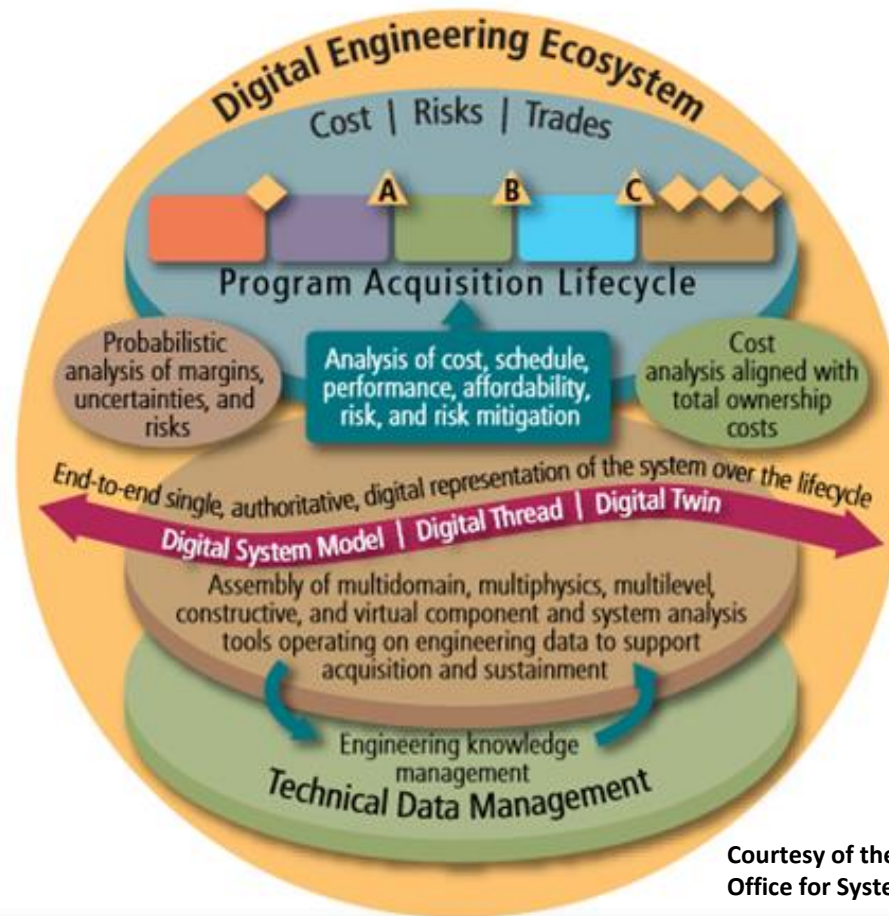 Digital Engineering Ecosystem
Cost | Risks | Trades
A B C
Program Acquisition Lifecycle
Probabilistic
analysis of margins,
uncertainties, and
risks
Analysis of cost, schedule,
performance, affordability,
risk, and risk mitigation
Cost
analysis aligned with
total ownership
costs
End-to-end single, authoritative, digital representation of the system over the lifecycle
Digital System Model | Digital Thread | Digital Twin
Assembly of multidomain, multiphysics, multilevel,
constructive, and virtual component and system analysis
tools operating on engineering data to support
acquisition and sustainment
Engineering knowledge
management
Technical Data Management
Courtesy of the
Office for Syste